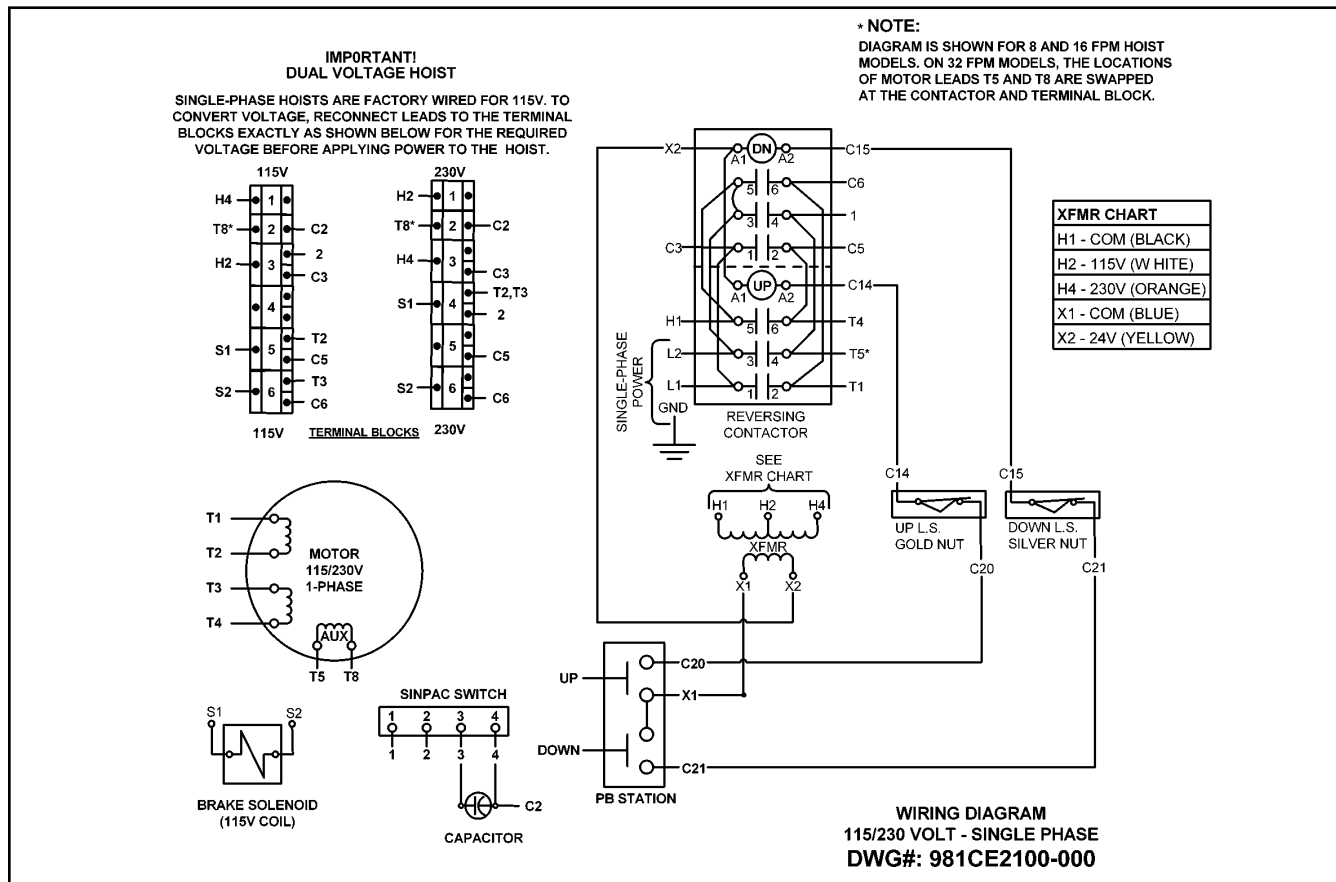 * NOTE:
DIAGRAM IS SHOWN FOR 8 AND 16 FPM HOIST
MODELS. ON 32 FPM MODELS, THE LOCATIONS
OF MOTOR LEADS T5 AND T8 ARE SWAPPED
AT THE CONTACTOR AND TERMINAL BLOCK.
IMP0RTANT!
DUAL VOLTAGE HOIST
SINGLE-PHASE HOISTS ARE FACTORY WIRED FOR 115V. TO
CONVERT VOLTAGE, RECONNECT LEADS TO THE TERMINAL
BLOCKS EXACTLY AS SHOWN BELOW FOR THE REQUIRED
VOLTAGE BEFORE APPLYING POWER TO THE HOIST.
115V
H4 1
T8* 2 C2
2
H2 3
C3
4
T2
S1 5
C5
T3
S2 6
C6
115V
230V
H2 1
T8* 2 C2
H4 3
C3
T2,T3
S1 4
2
5
C5
S2 6
C6
230V
TERMINAL BLOCKS
X2 A1 DN A2 C15
5 6 C6
3 4 1
C3 1 2 C5
A1 UP A2 C14
H1 5 6 T4
L2 3 4 T5*
L1 1 2 T1
GND
SINGLE-PHASE
POWER
REVERSING
CONTACTOR
XFMR CHART
H1 - COM (BLACK)
H2 - 115V (W HITE)
H4 - 230V (ORANGE)
X1 - COM (BLUE)
X2 - 24V (YELLOW)
SEE
XFMR CHART
H1 H2 H4
XFMR
X1 X2
C14
UP L.S.
GOLD NUT
C20
C15
DOWN L.S.
SILVER NUT
C21
T1
T2
T3
T4
MOTOR
115/230V
1-PHASE
AUX
T5 T8
S1 S2
BRAKE SOLENOID
(115V COIL)
SINPAC SWITCH
1 2 3 4
1 2 3 4
C2
CAPACITOR
UP
C20
X1
DOWN
C21
PB STATION
WIRING DIAGRAM
115/230 VOLT - SINGLE PHASE
DWG#: 981CE2100-000